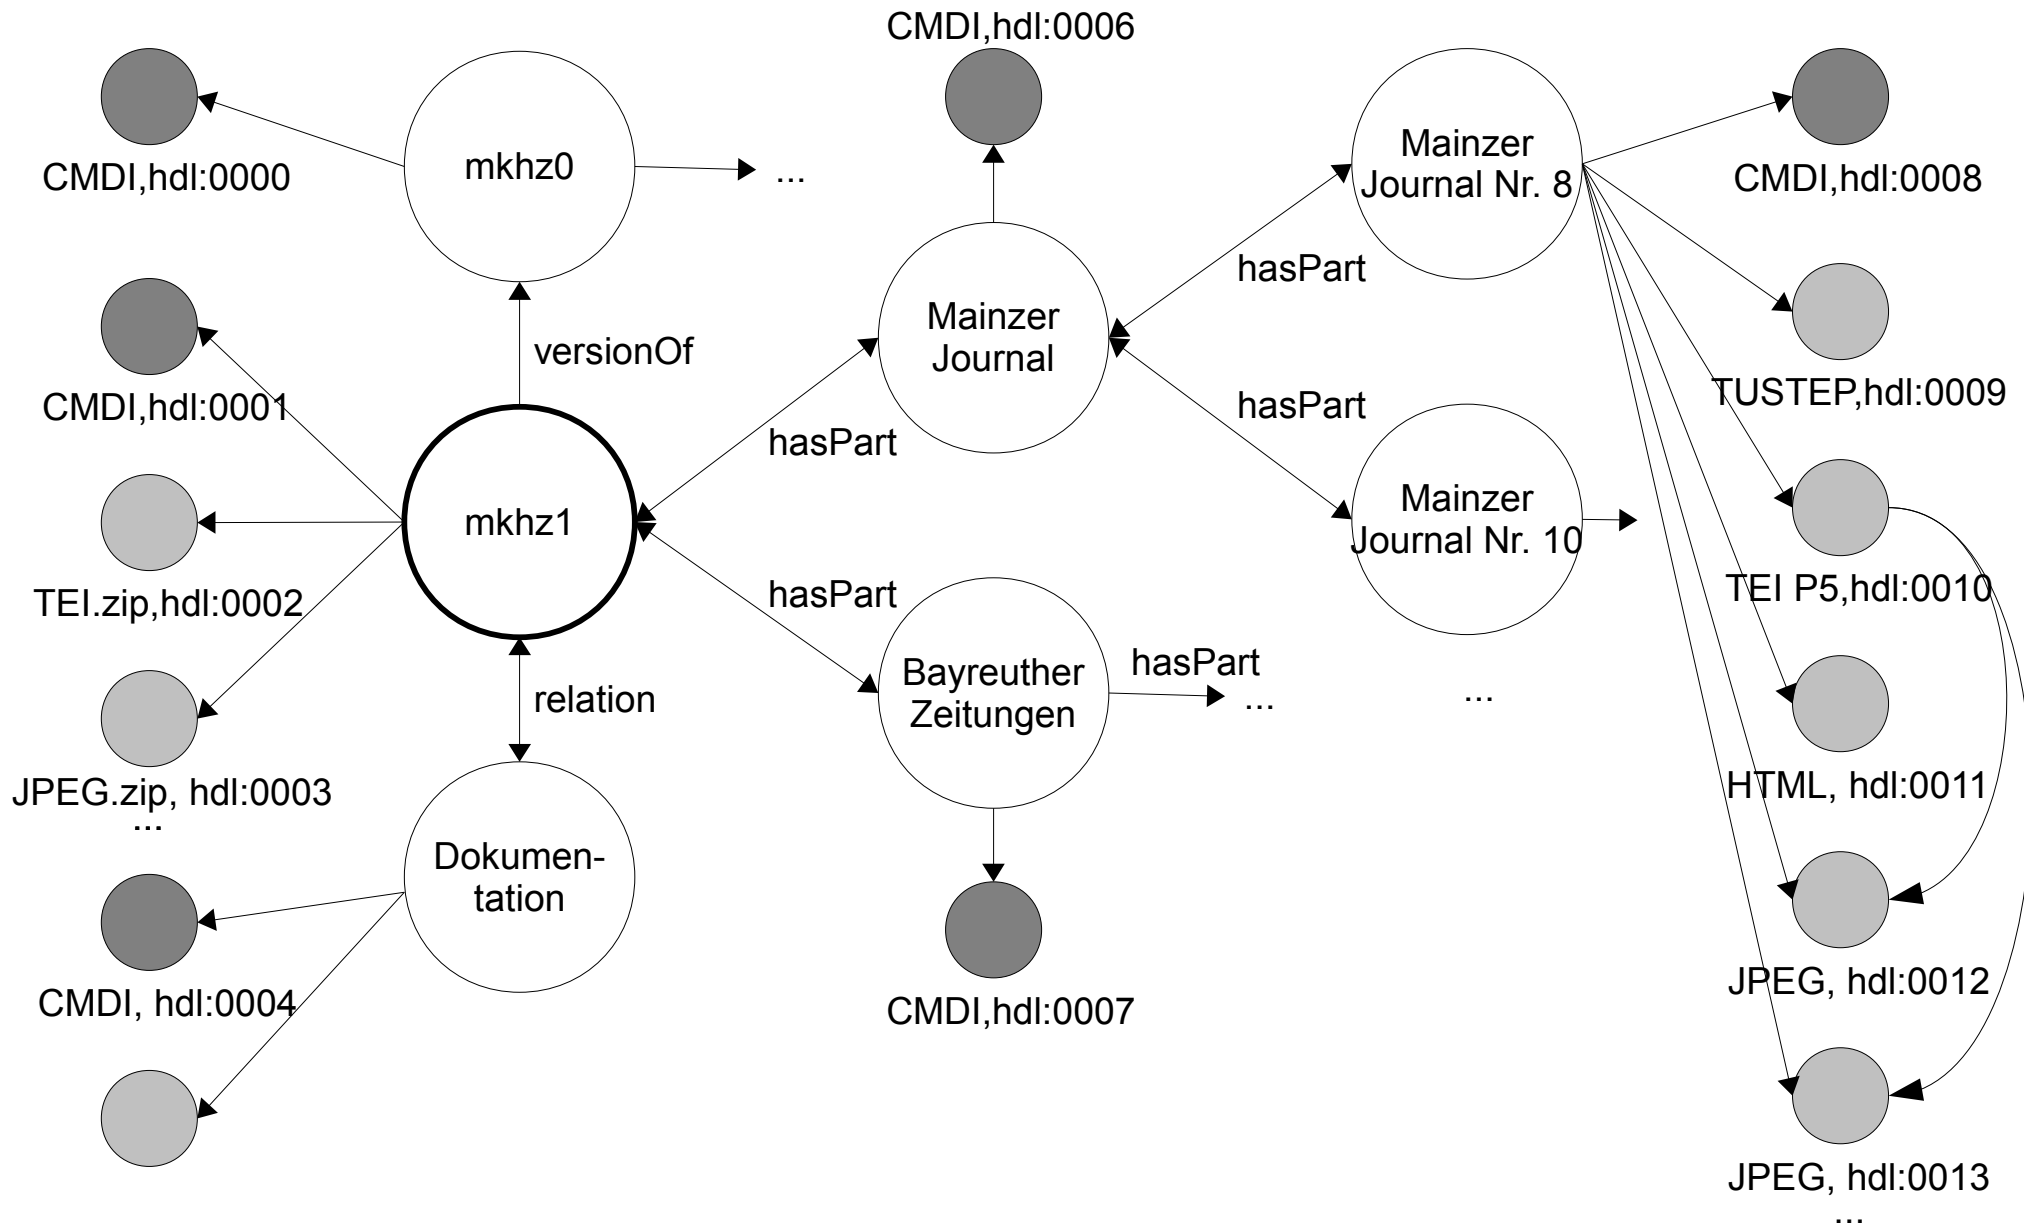 CMDI,hdl:0006
mkhz0
...
CMDI,hdl:0000
Mainzer
Journal Nr. 8
CMDI,hdl:0008
hasPart
versionOf
Mainzer
Journal
CMDI,hdl:0001
hasPart
hasPart
TUSTEP,hdl:0009
mkhz1
Mainzer
Journal Nr. 10
TEI.zip,hdl:0002
hasPart
TEI P5,hdl:0010
relation
Bayreuther
Zeitungen
hasPart
...
...
JPEG.zip, hdl:0003
...
HTML, hdl:0011
Dokumen-
tation
CMDI, hdl:0004
CMDI,hdl:0007
JPEG, hdl:0012
JPEG, hdl:0013
...